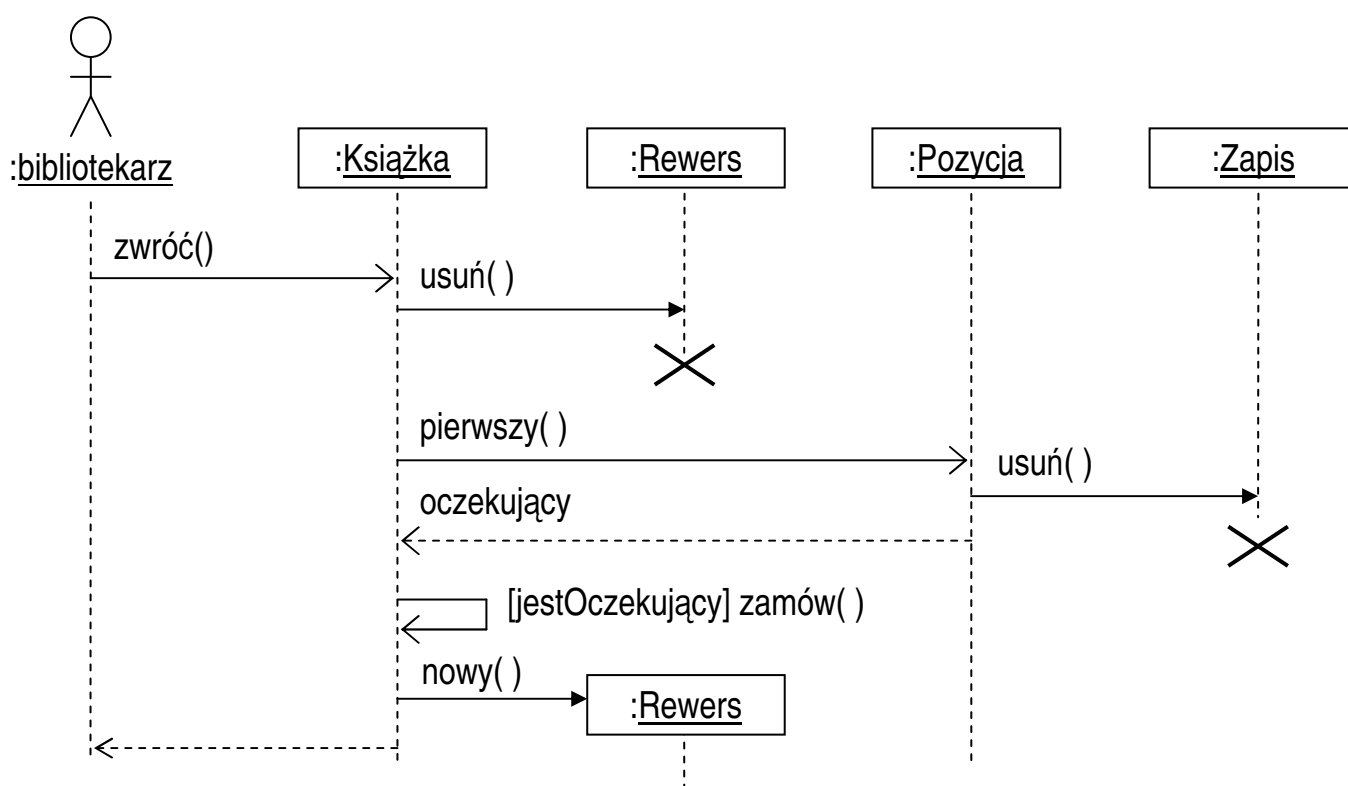 :bibliotekarz
:Książka
:Rewers
:Pozycja
:Zapis
zwróć()
usuń( )
pierwszy( )
usuń( )
oczekujący
[jestOczekujący] zamów( )
nowy( )
:Rewers